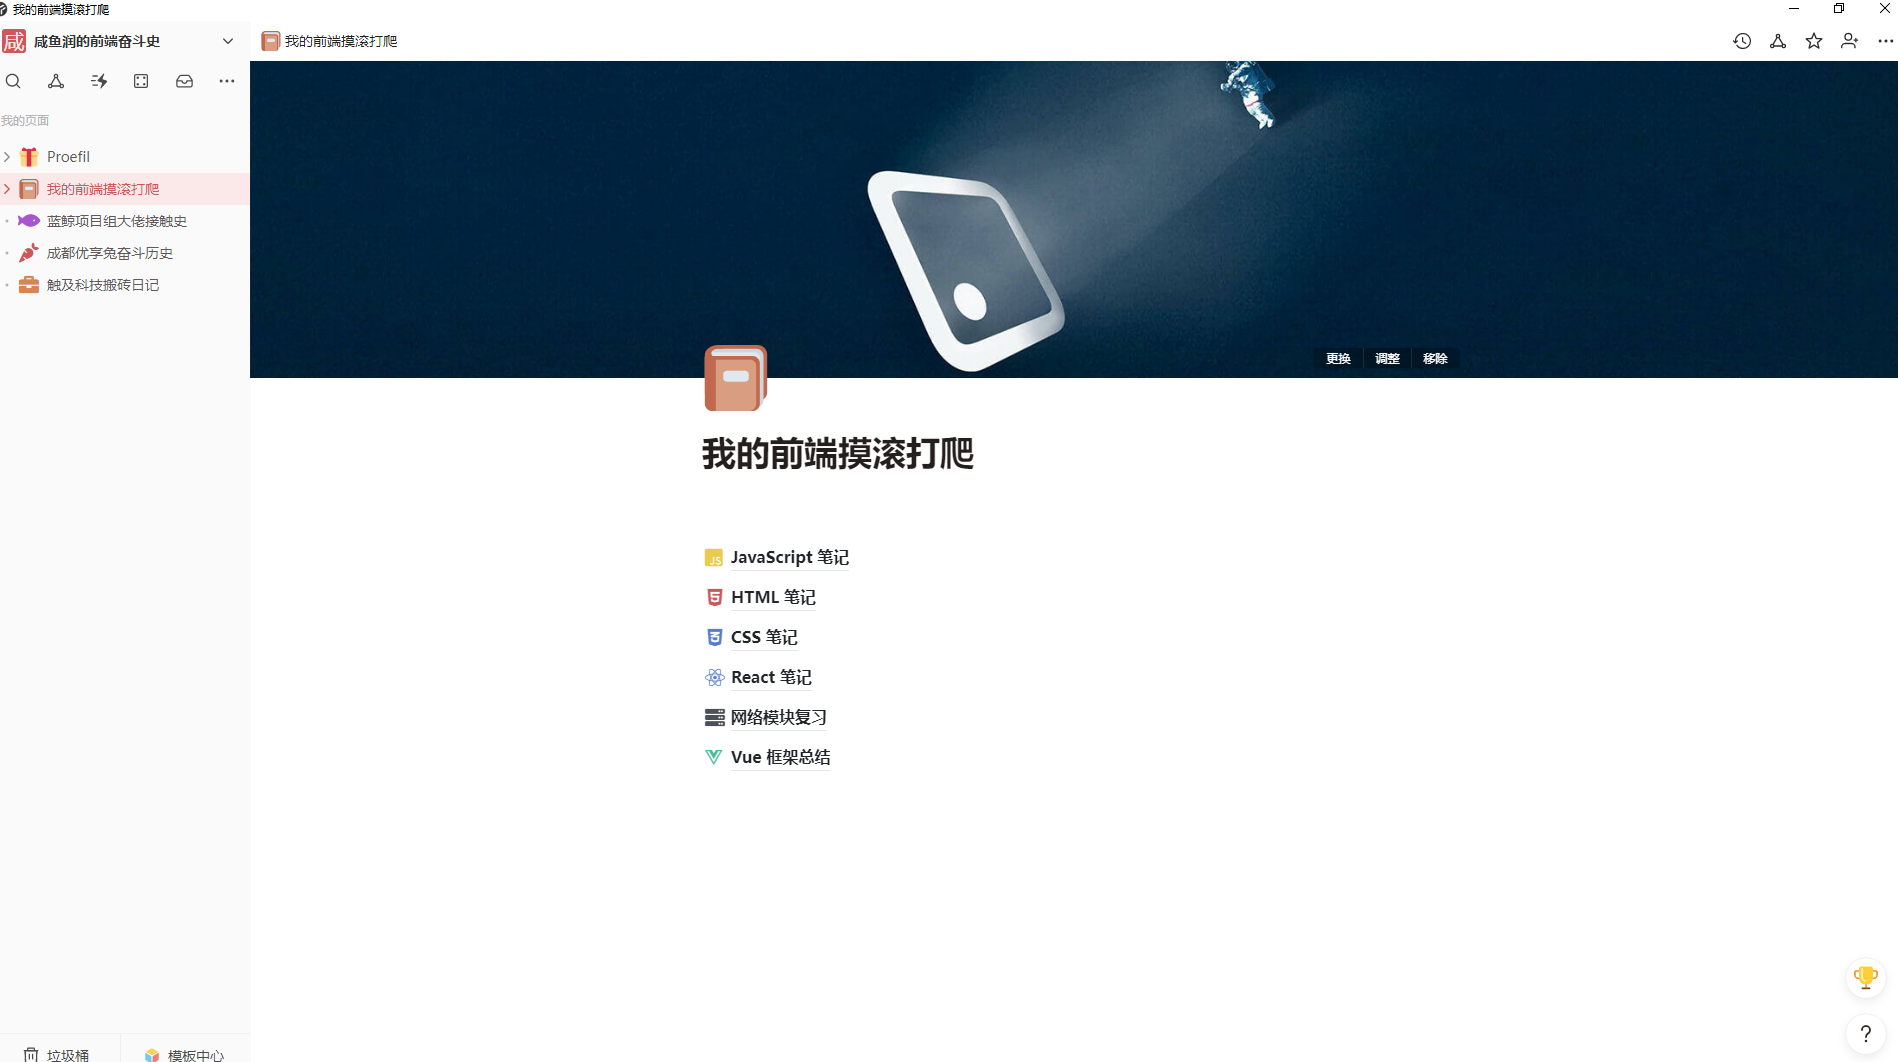 我的前端摸滚打爬
咸 咸鱼润的前端奋斗史
我的前端摸滚打爬
我的页面
Proefil
我的前端摸滚打爬
蓝鲸项目组大佬接触史
成都优享兔奋斗历史
触及科技搬砖日记
更换 调整 移除
我的前端摸滚打爬
JS JavaScript 笔记
HTML 笔记
CSS 笔记
React 笔记
网络模块复习
Vue 框架总结
?
垃圾桶 模板中心